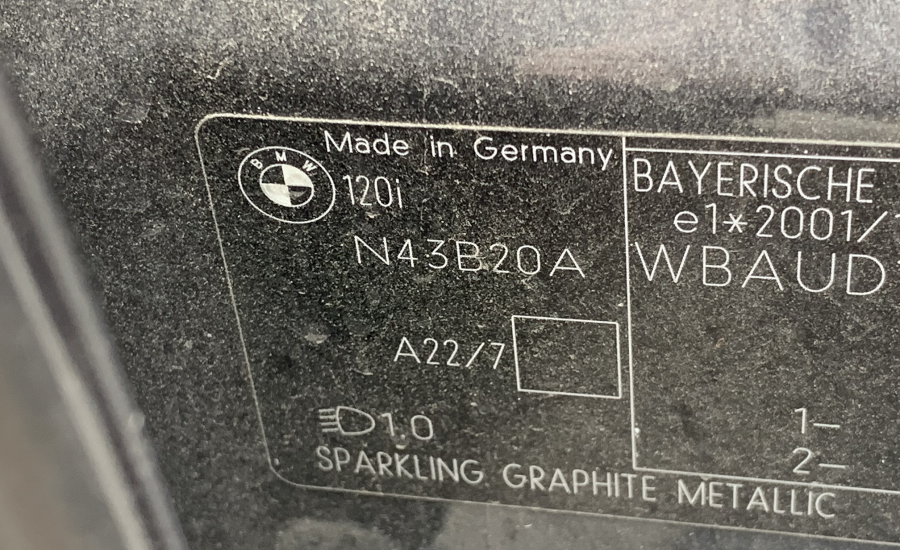 Made in Germany
BMW
120i
N43B20A
A22/7
1.0
SPARKLING GRAPHITE METALLIC
BAYERISCHE
e1*2001/
WBAUD
1–
2–